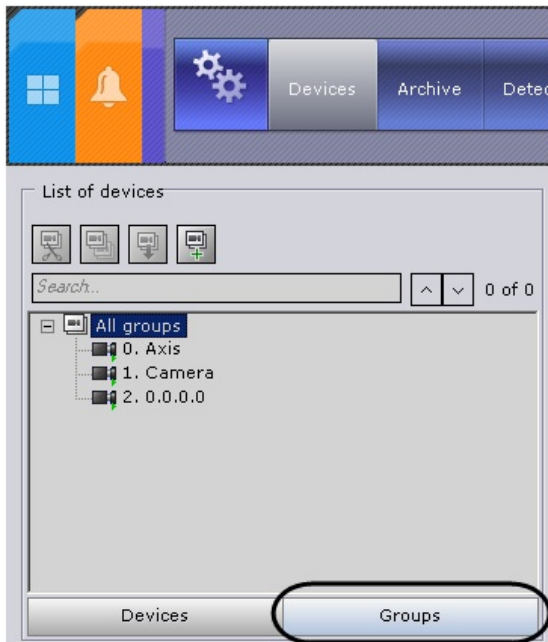 Devices Archive Detec
List of devices
Search... 0 of 0
All groups
0. Axis
1. Camera
2. 0.0.0.0
Devices Groups